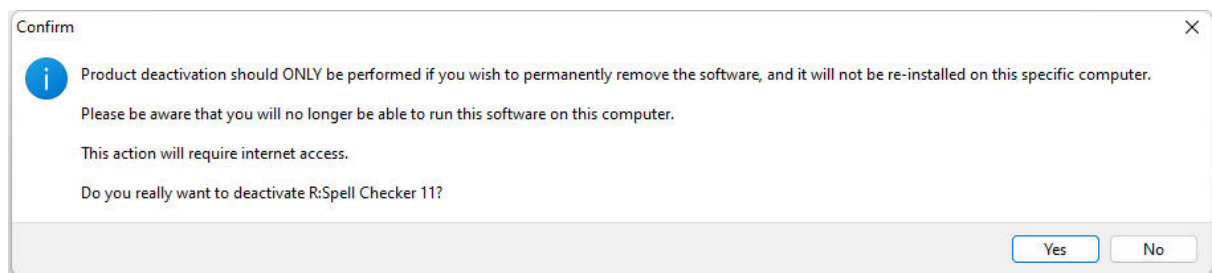 Confirm
Product deactivation should ONLY be performed if you wish to permanently remove the software, and it will not be re-installed on this specific computer.
Please be aware that you will no longer be able to run this software on this computer.
This action will require internet access.
Do you really want to deactivate R:Spell Checker 11?
Yes No